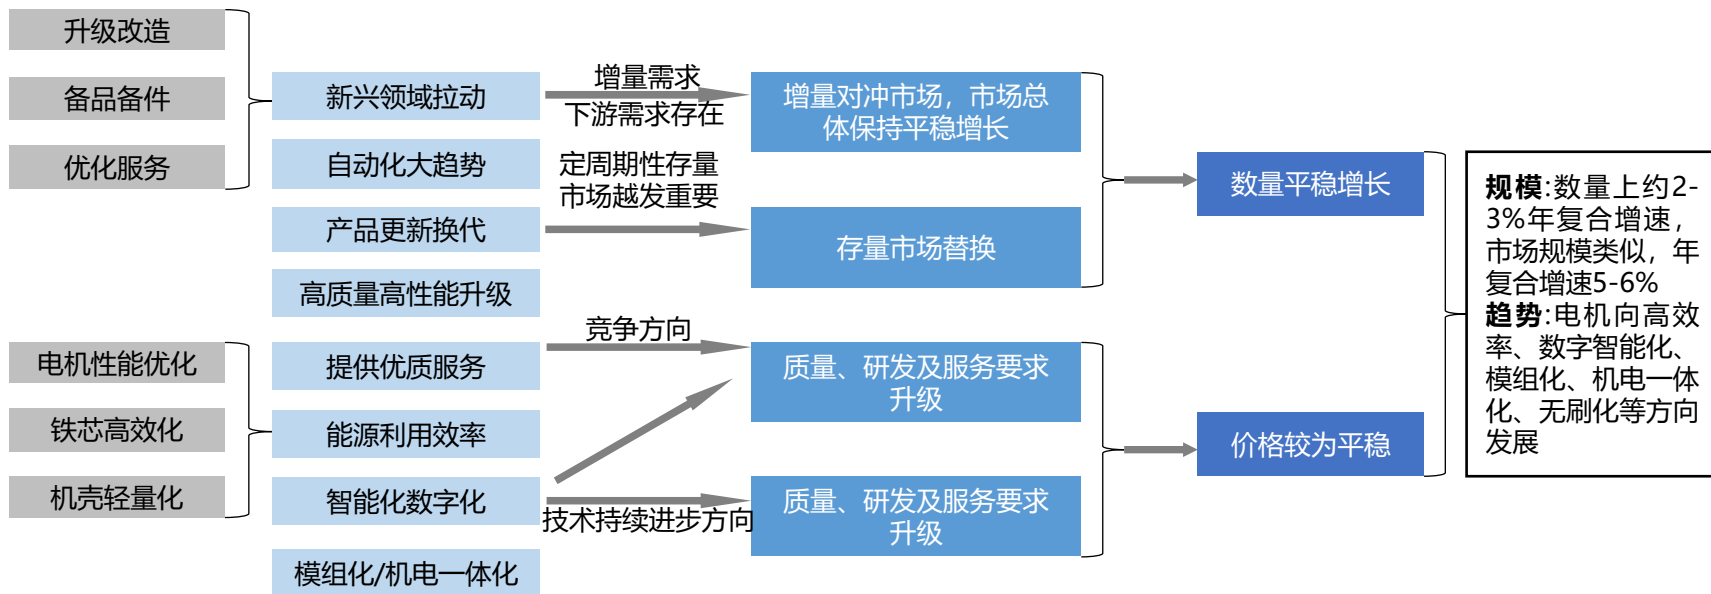 升级改造
备品备件
优化服务
电机性能优化
铁芯高效化
机壳轻量化
新兴领域拉动
自动化大趋势
产品更新换代
高质量高性能升级
提供优质服务
能源利用效率
智能化数字化
模组化/机电一体化
增量需求
下游需求存在
定周期性存量
市场越发重要
竞争方向
技术持续进步方向
增量对冲市场，市场总
体保持平稳增长
存量市场替换
质量、研发及服务要求
升级
质量、研发及服务要求
升级
数量平稳增长
价格较为平稳
规模:数量上约2-
3%年复合增速，
市场规模类似，年
复合增速5-6%
趋势:电机向高效
率、数字智能化、
模组化、机电一体
化、无刷化等方向
发展